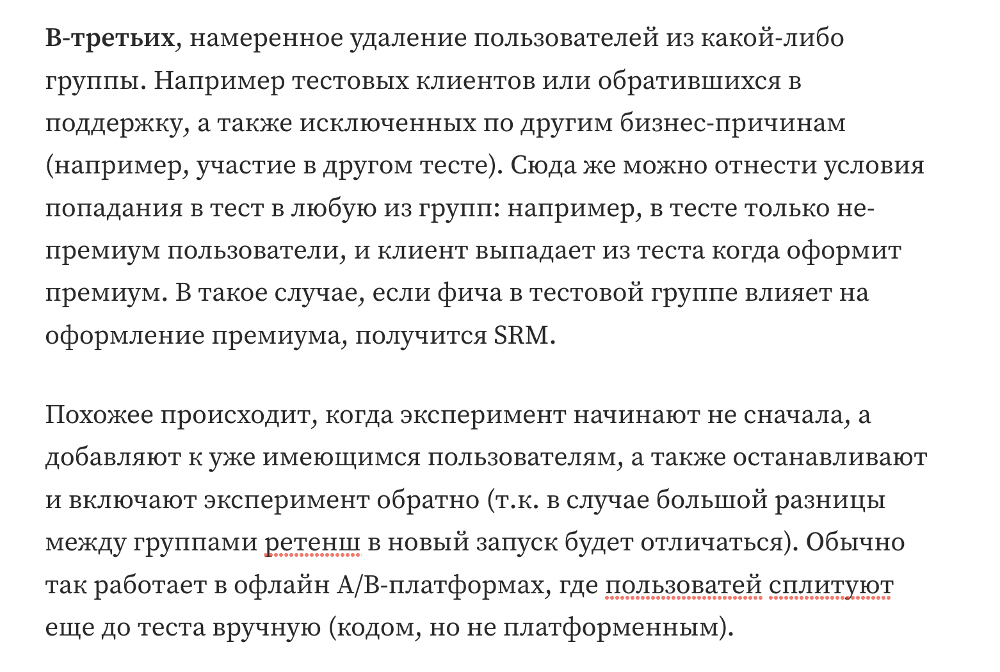 В-третьих, намеренное удаление пользователей из какой-либо
группы. Например тестовых клиентов или обратившихся в
поддержку, а также исключенных по другим бизнес-причинам
(например, участие в другом тесте). Сюда же можно отнести условия
попадания в тест в любую из групп: например, в тесте только не-
премиум пользователи, и клиент выпадает из теста когда оформит
премиум. В такое случае, если фича в тестовой группе влияет на
оформление премиума, получится SRM.
Похожее происходит, когда эксперимент начинают не сначала, а
добавляют к уже имеющимся пользователям, а также останавливают
и включают эксперимент обратно (т.к. в случае большой разницы
между группами ретенш в новый запуск будет отличаться). Обычно
так работает в офлайн А/В-платформах, где пользоватей сплитуют
еще до теста вручную (кодом, но не платформенным).